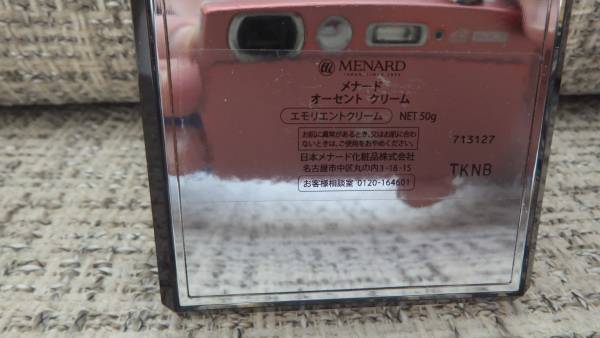 MENARD
JAPAN, SINCE 1959
メナード
オーセント クリーム
エモリエントクリーム NET 50g
お肌に異常があるとき、又はお肌に合わ
ないときは、ご使用をおやめください。
日本メナード化粧品株式会社
名古屋市中区丸の内3-18-15
お客様相談室 0120-164601
713127
TKNB